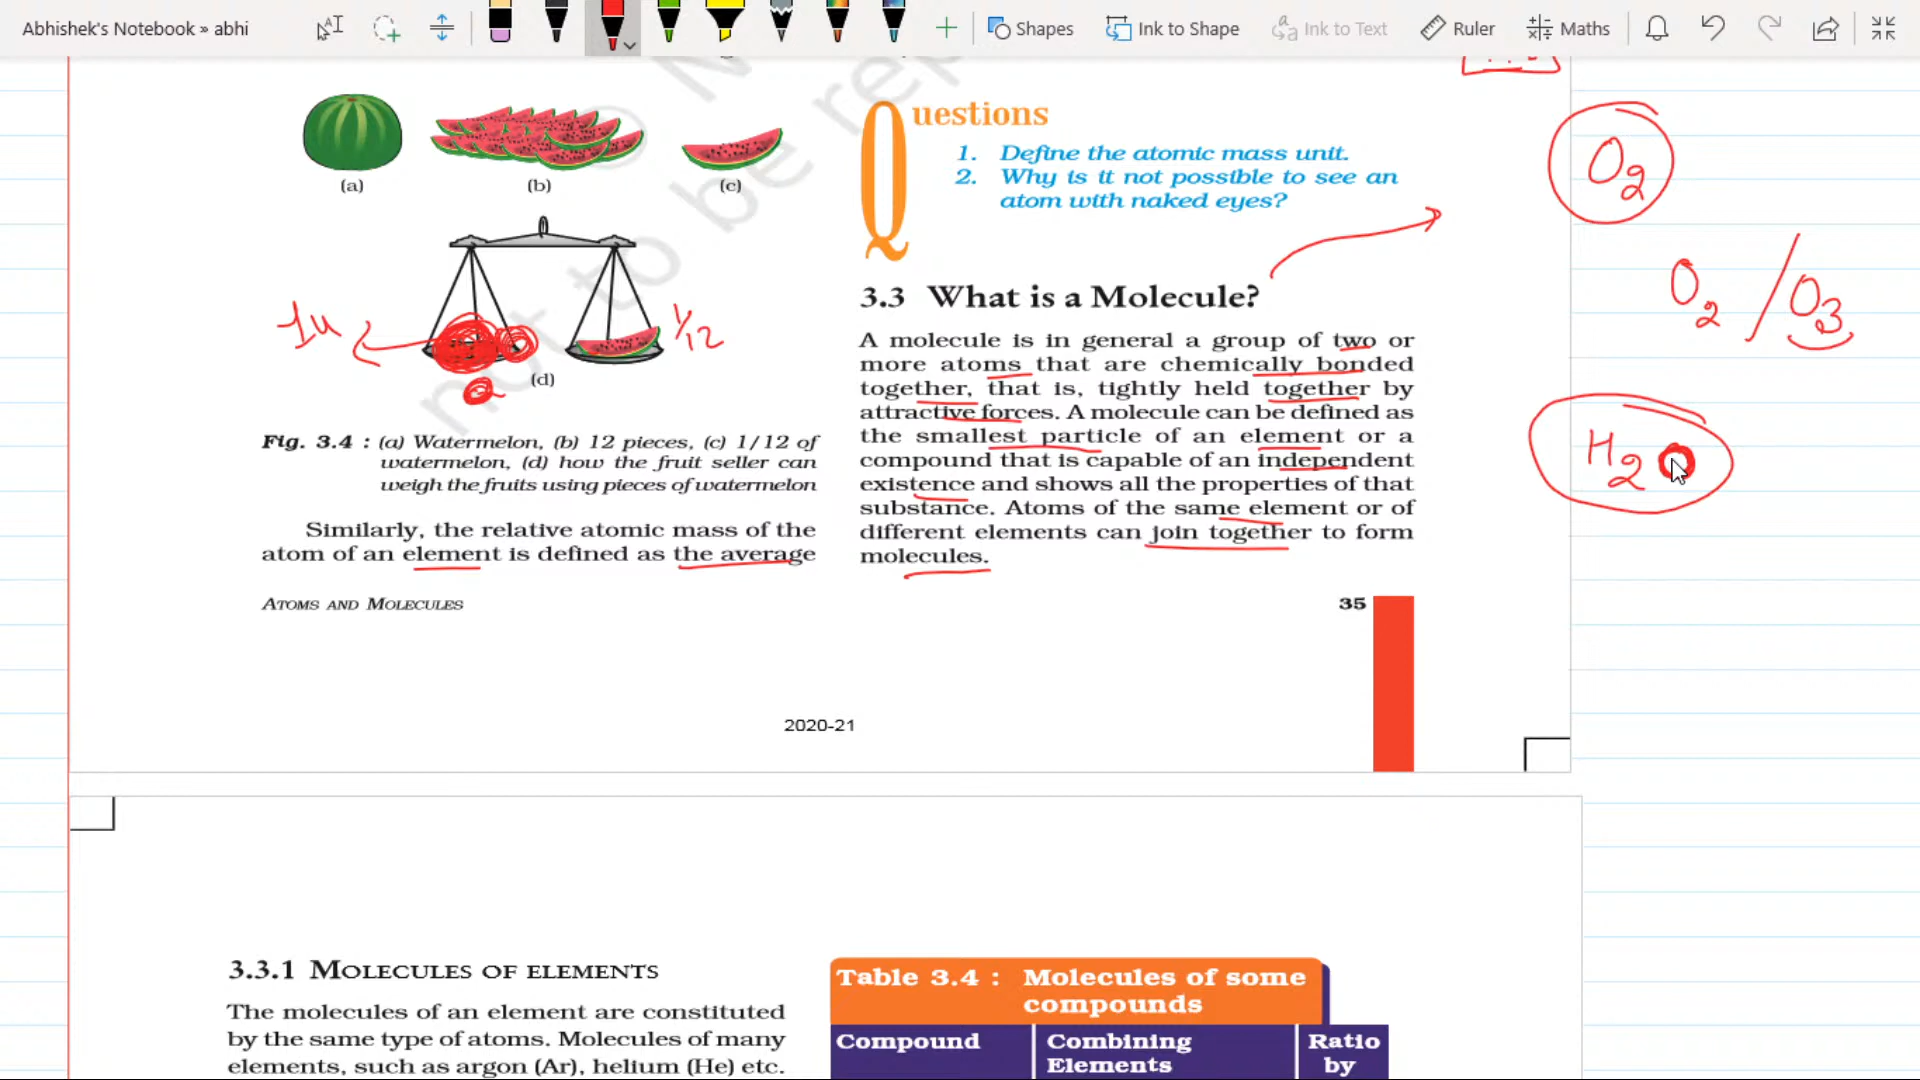 Abhishek's Notebook » abhi
Shapes
Ink to Shape
Ink to Text
Ruler
Maths
(a)
(b)
(c)
(d)
1u
1/12
Fig. 3.4 : (a) Watermelon, (b) 12 pieces, (c) 1/12 of
watermelon, (d) how the fruit seller can
weigh the fruits using pieces of watermelon
Similarly, the relative atomic mass of the
atom of an element is defined as the average
ATOMS AND MOLECULES
Questions
1. Define the atomic mass unit.
2. Why is it not possible to see an
atom with naked eyes?
3.3 What is a Molecule?
A molecule is in general a group of two or
more atoms that are chemically bonded
together, that is, tightly held together by
attractive forces. A molecule can be defined as
the smallest particle of an element or a
compound that is capable of an independent
existence and shows all the properties of that
substance. Atoms of the same element or of
different elements can join together to form
molecules.
35
O2
O2 / O3
H2O
not to be rep
© N
2020-21
3.3.1 MOLECULES OF ELEMENTS
The molecules of an element are constituted
by the same type of atoms. Molecules of many
elements, such as argon (Ar), helium (He) etc.
Table 3.4 : Molecules of some
compounds
Compound
Combining
Elements
Ratio
by